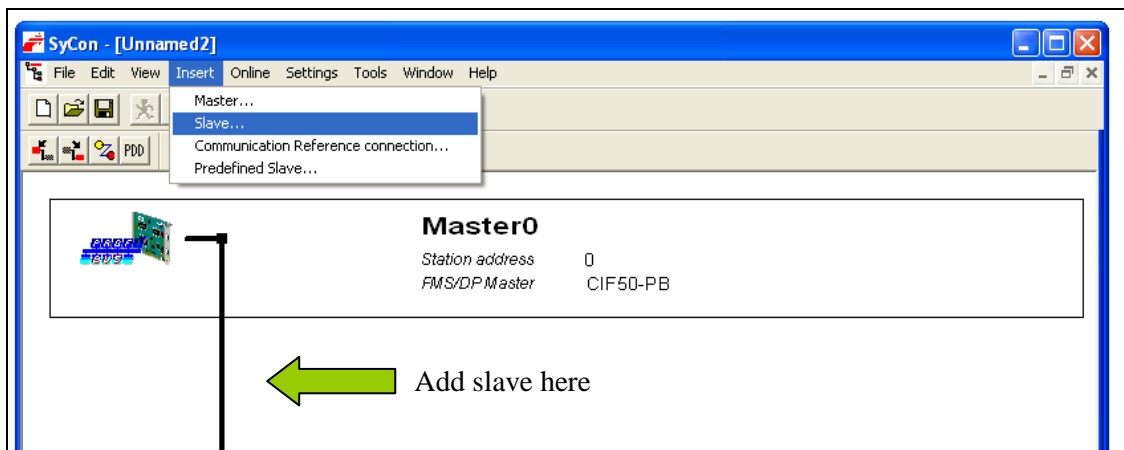 SyCon - [Unnamed2]
File Edit View Insert Online Settings Tools Window Help
Master...
Slave...
Communication Reference connection...
Predefined Slave...
PDD
Master0
Station address 0
FMS/DP Master CIF50-PB
Add slave here